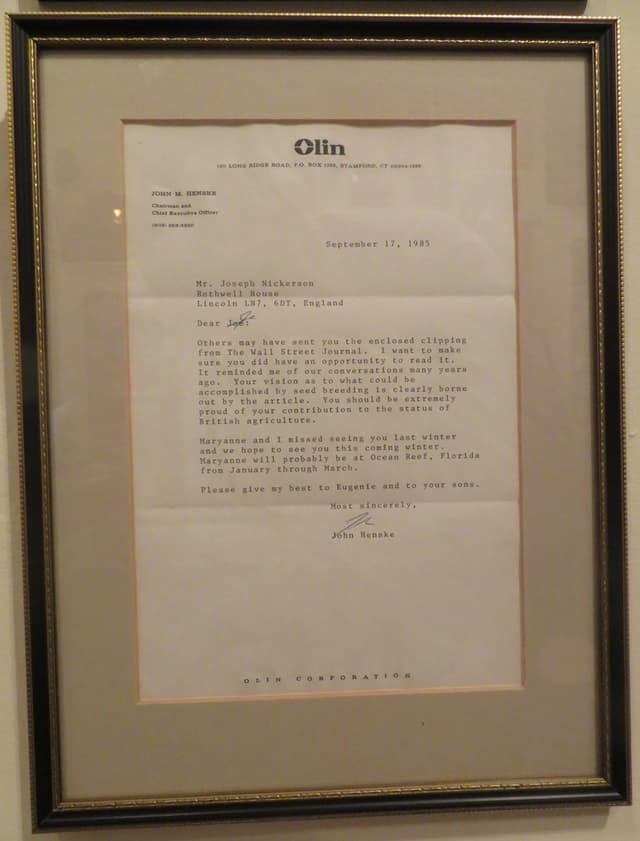 Olin
LONG RIDGE ROAD, P.O. BOX STAMFORD, CT
JOHN M. HENSKE
Chairman and
Chief Executive Officer
September 17, 1985
Mr. Joseph Nickerson
Rothwell House
Lincoln LN7, 6DT, England
Dear Joe:
Others may have sent you the enclosed clipping
from The Wall Street Journal. I want to make
sure you did have an opportunity to read it.
It reminded me of our conversations many years
ago. Your vision as to what could be
accomplished by seed breeding is clearly borne
out by the article. You should be extremely
proud of your contribution to the status of
British agriculture.
Maryanne and I missed seeing you last winter
and we hope to see you this coming winter.
Maryanne will probably be at Ocean Reef, Florida
from January through March.
Please give my best to Eugenie and to your sons.
Most sincerely,
John Henske
OLIN CORPORATION